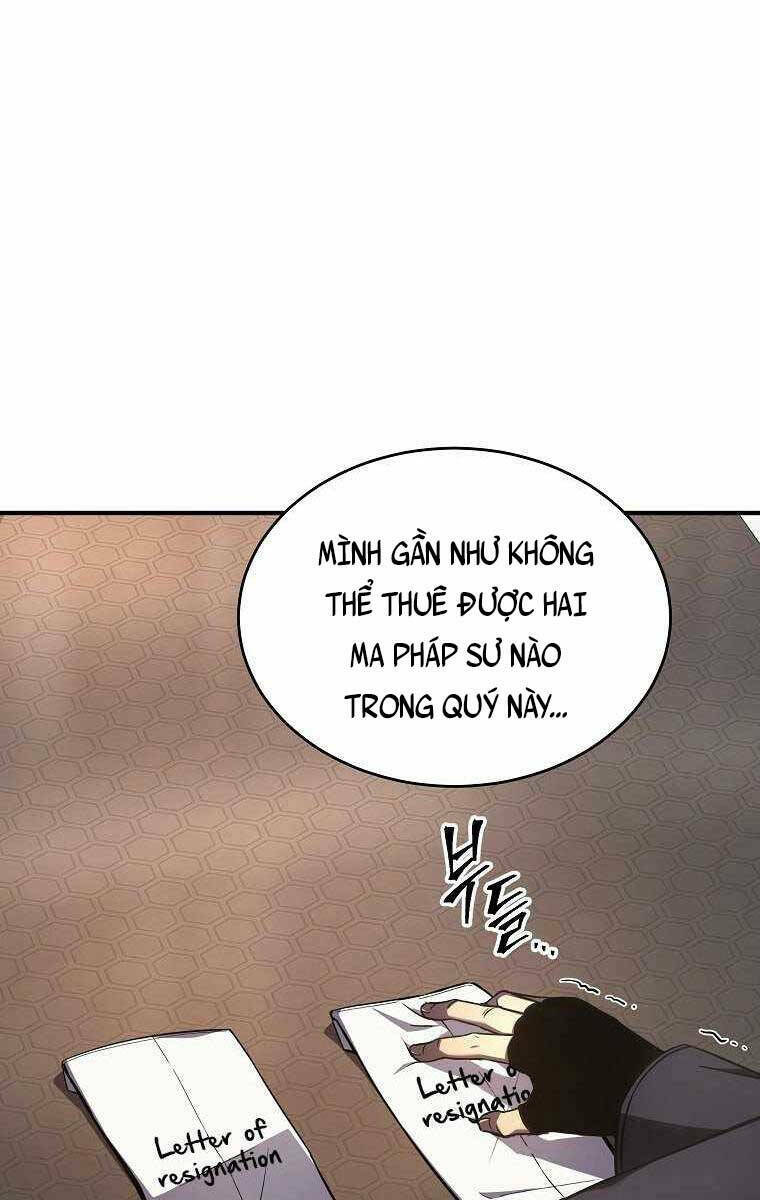 MÌNH GẦN NHƯ KHÔNG
THỂ THUÊ ĐƯỢC HAI
MA PHÁP SƯ NÀO
TRONG QUÝ NÀY...
부들...
Letter of
resignation
Letter of
resignation